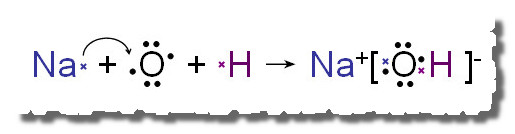 Na× + O + ×H → Na⁺[×O×H]⁻